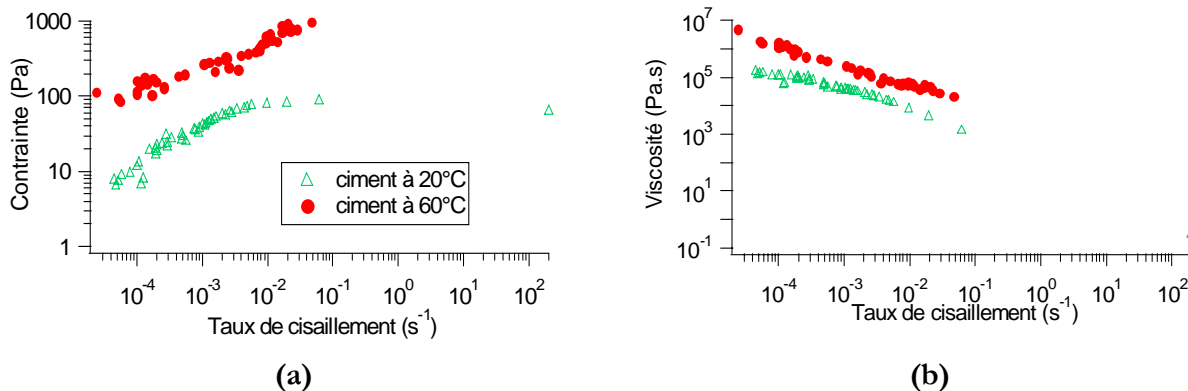 1000
100
10
1
Contrainte (Pa)
10-4
10-3
10-2
10-1
100
101
102
Taux de cisaillement (s-1)
ciment à 20°C
ciment à 60°C
(a)
107
105
103
101
10-1
Viscosité (Pa.s)
10-4
10-3
10-2
10-1
100
101
102
Taux de cisaillement (s-1)
(b)